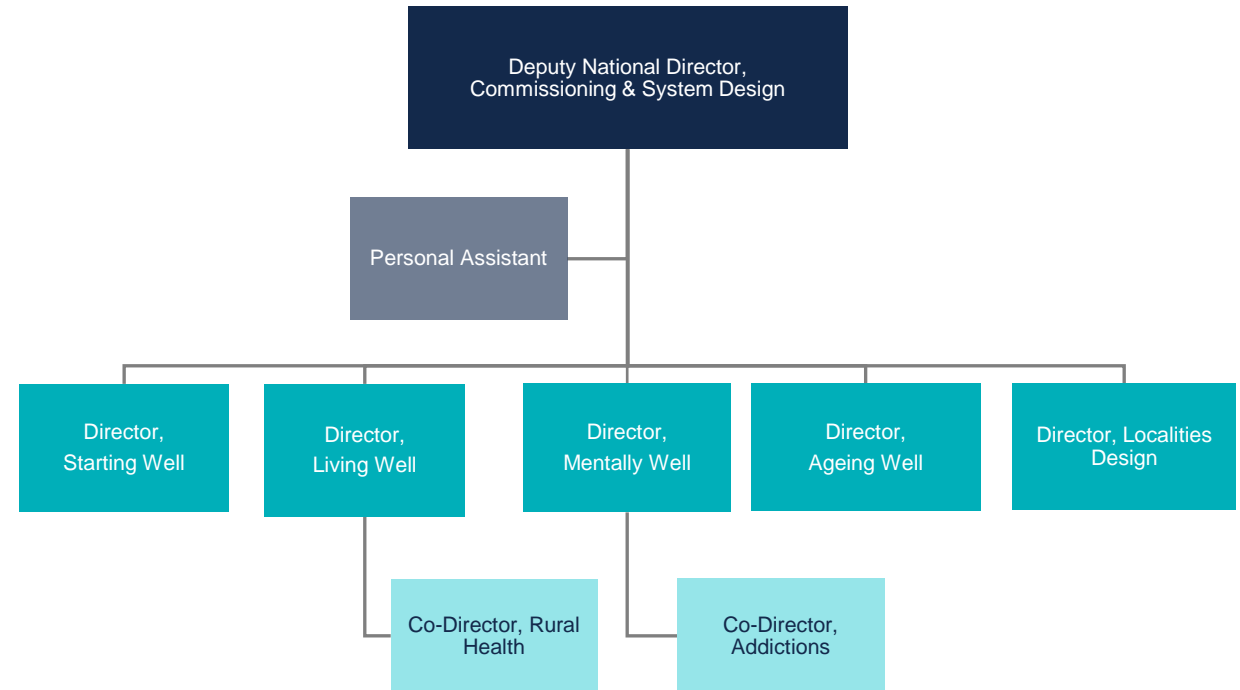 Deputy National Director,
Commissioning & System Design
Personal Assistant
Director,
Starting Well
Director,
Living Well
Director,
Mentally Well
Director,
Ageing Well
Director, Localities
Design
Co-Director, Rural
Health
Co-Director,
Addictions